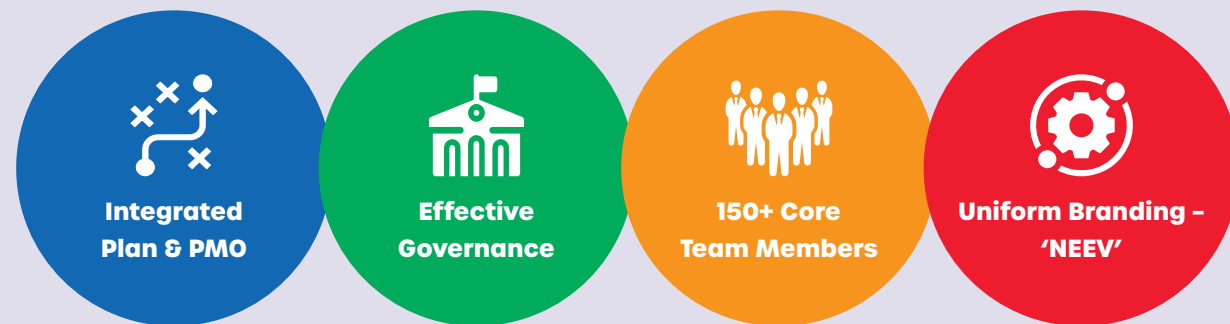 Integrated
Plan & PMO
Effective
Governance
150+ Core
Team Members
Uniform Branding –
‘NEEV’